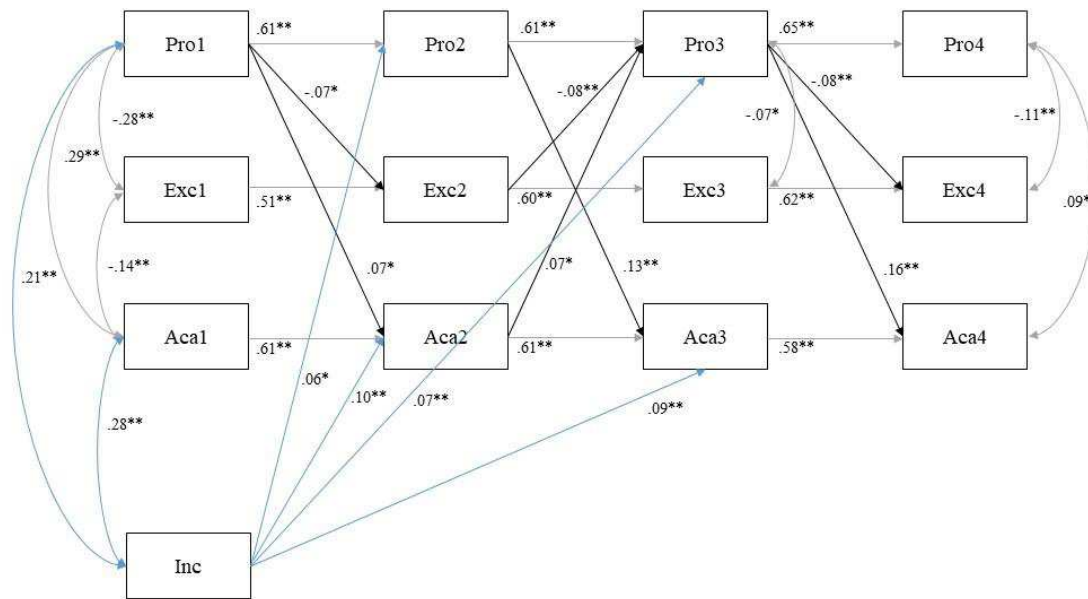 Pro1
.61**
Pro2
.61**
Pro3
.65**
Pro4
-.07*
-.08**
-.07*
-.08**
-.11**
-.28**
.29**
Exc1
.51**
Exc2
.60**
Exc3
.62**
Exc4
.09*
-.14**
.21**
.07*
.07*
.13**
.16**
Aca1
.61**
Aca2
.61**
Aca3
.58**
Aca4
.06*
.10**
.07**
.09**
.28**
Inc